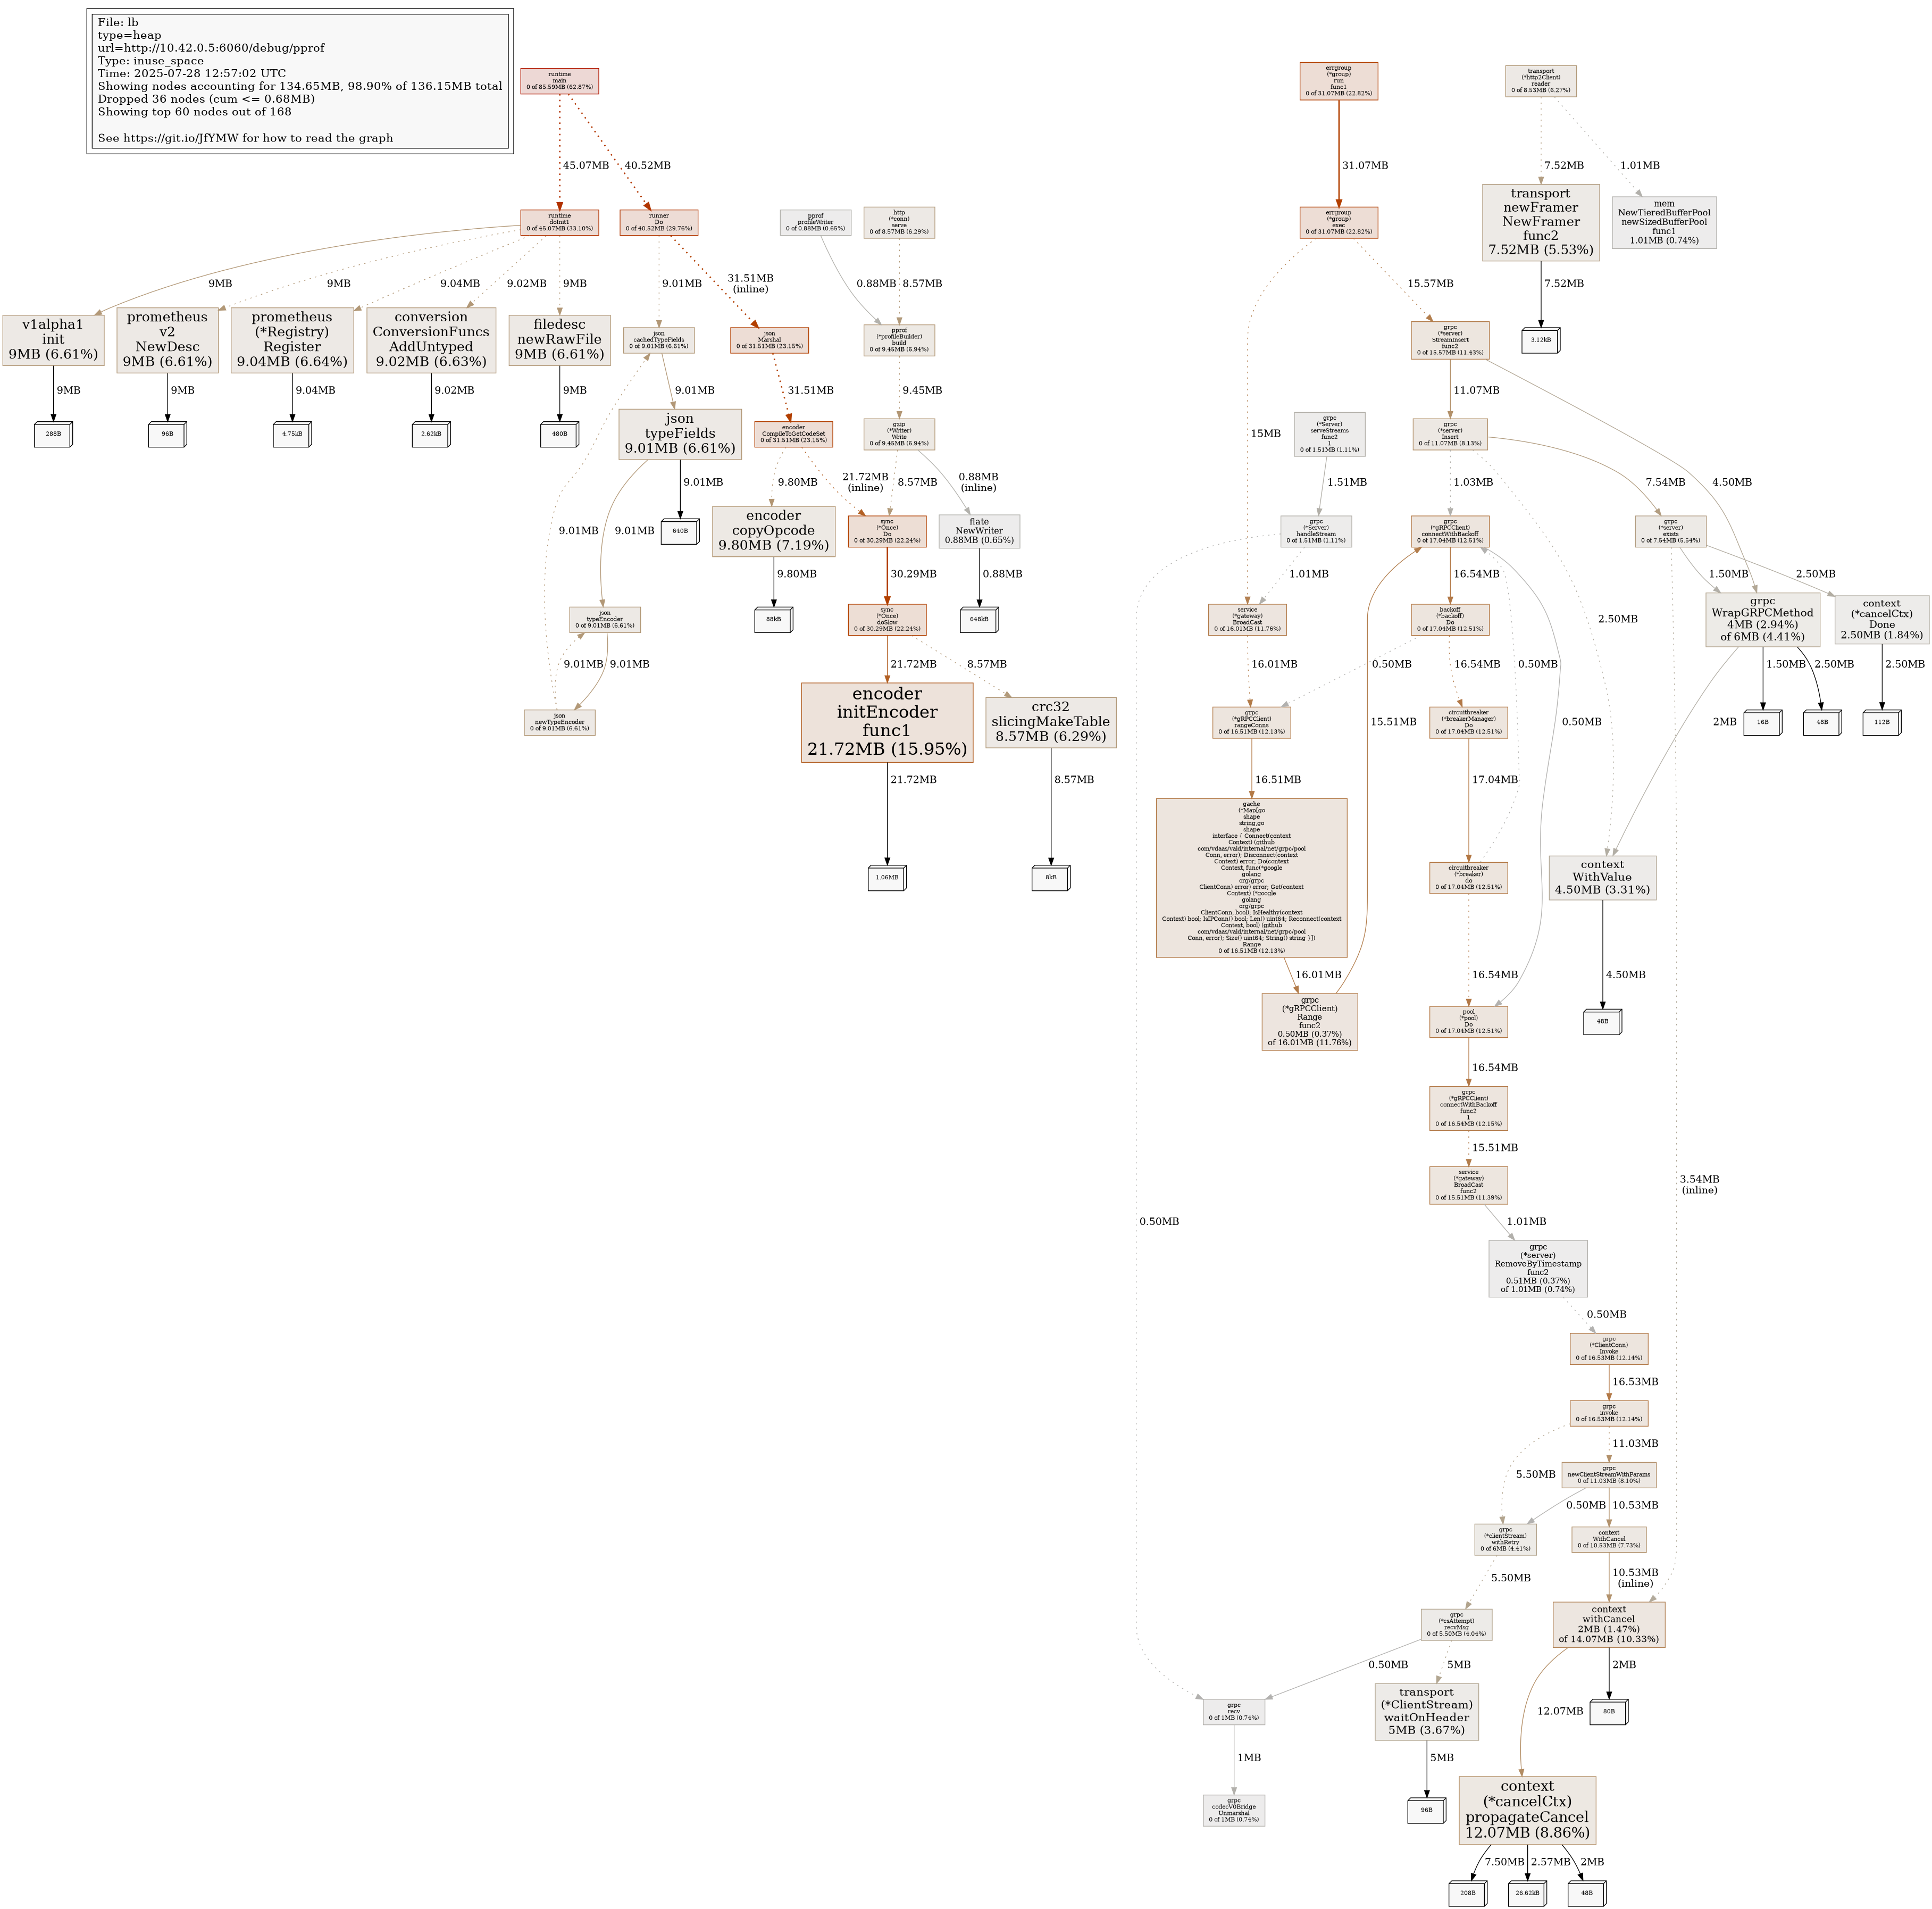 File: lb
type=heap
url=http://10.42.0.5:6060/debug/pprof
Type: inuse_space
Time: 2025-07-28 12:57:02 UTC
Showing nodes accounting for 134.65MB, 98.90% of 136.15MB total
Dropped 36 nodes (cum <= 0.68MB)
Showing top 60 nodes out of 168
See https://git.io/JfYMW for how to read the graph
runtime
main
0 of 85.59MB (62.87%)
errgroup
(*group)
run
func1
0 of 31.07MB (22.82%)
transport
(*http2Client)
reader
0 of 8.53MB (6.27%)
45.07MB
40.52MB
31.07MB
7.52MB
1.01MB
runtime
doInit1
0 of 45.07MB (33.10%)
runner
Do
0 of 40.52MB (29.76%)
pprof
profileWriter
0 of 0.88MB (0.65%)
http
(*conn)
serve
0 of 8.57MB (6.29%)
errgroup
(*group)
exec
0 of 31.07MB (22.82%)
transport
newFramer
NewFramer
func2
7.52MB (5.53%)
mem
NewTieredBufferPool
newSizedBufferPool
func1
1.01MB (0.74%)
9MB
9MB
9.04MB
9.02MB
9MB
9.01MB
31.51MB
(inline)
0.88MB
8.57MB
15.57MB
7.52MB
v1alpha1
init
9MB (6.61%)
prometheus
v2
NewDesc
9MB (6.61%)
prometheus
(*Registry)
Register
9.04MB (6.64%)
conversion
ConversionFuncs
AddUntyped
9.02MB (6.63%)
filedesc
newRawFile
9MB (6.61%)
json
cachedTypeFields
0 of 9.01MB (6.61%)
json
Marshal
0 of 31.51MB (23.15%)
pprof
(*profileBuilder)
build
0 of 9.45MB (6.94%)
grpc
(*server)
StreamInsert
func2
0 of 15.57MB (11.43%)
3.12kB
9MB
9MB
9.04MB
9.02MB
9MB
9.01MB
31.51MB
9.45MB
11.07MB
288B
96B
4.75kB
2.62kB
480B
json
typeFields
9.01MB (6.61%)
encoder
CompileToGetCodeSet
0 of 31.51MB (23.15%)
gzip
(*Writer)
Write
0 of 9.45MB (6.94%)
15MB
grpc
(*Server)
serveStreams
func2
1
0 of 1.51MB (1.11%)
grpc
(*server)
Insert
0 of 11.07MB (8.13%)
9.01MB
9.80MB
21.72MB
(inline)
8.57MB
0.88MB
(inline)
1.51MB
1.03MB
7.54MB
4.50MB
9.01MB
9.01MB
640B
encoder
copyOpcode
9.80MB (7.19%)
sync
(*Once)
Do
0 of 30.29MB (22.24%)
flate
NewWriter
0.88MB (0.65%)
grpc
(*Server)
handleStream
0 of 1.51MB (1.11%)
grpc
(*gRPCClient)
connectWithBackoff
0 of 17.04MB (12.51%)
grpc
(*server)
exists
0 of 7.54MB (5.54%)
9.80MB
30.29MB
0.88MB
1.01MB
16.54MB
1.50MB
2.50MB
json
typeEncoder
0 of 9.01MB (6.61%)
88kB
sync
(*Once)
doSlow
0 of 30.29MB (22.24%)
648kB
service
(*gateway)
BroadCast
0 of 16.01MB (11.76%)
backoff
(*backoff)
Do
0 of 17.04MB (12.51%)
2.50MB
grpc
WrapGRPCMethod
4MB (2.94%)
of 6MB (4.41%)
context
(*cancelCtx)
Done
2.50MB (1.84%)
9.01MB
9.01MB
21.72MB
8.57MB
16.01MB
0.50MB
16.54MB
0.50MB
1.50MB
2.50MB
2.50MB
json
newTypeEncoder
0 of 9.01MB (6.61%)
encoder
initEncoder
func1
21.72MB (15.95%)
crc32
slicingMakeTable
8.57MB (6.29%)
grpc
(*gRPCClient)
rangeConns
0 of 16.51MB (12.13%)
15.51MB
circuitbreaker
(*breakerManager)
Do
0 of 17.04MB (12.51%)
0.50MB
2MB
16B
48B
112B
21.72MB
8.57MB
16.51MB
17.04MB
gache
(*Map[go
shape
string,go
shape
interface { Connect(context
Context) (github
com/vdaas/vald/internal/net/grpc/pool
Conn, error); Disconnect(context
Context) error; Do(context
Context, func(*google
golang
org/grpc
ClientConn) error) error; Get(context
Context) (*google
golang
org/grpc
ClientConn, bool); IsHealthy(context
Context) bool; IsIPConn() bool; Len() uint64; Reconnect(context
Context, bool) (github
com/vdaas/vald/internal/net/grpc/pool
Conn, error); Size() uint64; String() string }])
Range
0 of 16.51MB (12.13%)
1.06MB
8kB
circuitbreaker
(*breaker)
do
0 of 17.04MB (12.51%)
context
WithValue
4.50MB (3.31%)
16.01MB
16.54MB
4.50MB
grpc
(*gRPCClient)
Range
func2
0.50MB (0.37%)
of 16.01MB (11.76%)
pool
(*pool)
Do
0 of 17.04MB (12.51%)
48B
16.54MB
grpc
(*gRPCClient)
connectWithBackoff
func2
1
0 of 16.54MB (12.15%)
15.51MB
service
(*gateway)
BroadCast
func2
0 of 15.51MB (11.39%)
3.54MB
(inline)
0.50MB
1.01MB
grpc
(*server)
RemoveByTimestamp
func2
0.51MB (0.37%)
of 1.01MB (0.74%)
0.50MB
grpc
(*ClientConn)
Invoke
0 of 16.53MB (12.14%)
16.53MB
grpc
invoke
0 of 16.53MB (12.14%)
11.03MB
5.50MB
grpc
newClientStreamWithParams
0 of 11.03MB (8.10%)
0.50MB
10.53MB
grpc
(*clientStream)
withRetry
0 of 6MB (4.41%)
context
WithCancel
0 of 10.53MB (7.73%)
5.50MB
10.53MB
(inline)
grpc
(*csAttempt)
recvMsg
0 of 5.50MB (4.04%)
context
withCancel
2MB (1.47%)
of 14.07MB (10.33%)
0.50MB
5MB
12.07MB
2MB
grpc
recv
0 of 1MB (0.74%)
transport
(*ClientStream)
waitOnHeader
5MB (3.67%)
80B
1MB
5MB
grpc
codecV0Bridge
Unmarshal
0 of 1MB (0.74%)
96B
context
(*cancelCtx)
propagateCancel
12.07MB (8.86%)
7.50MB
2.57MB
2MB
208B
26.62kB
48B